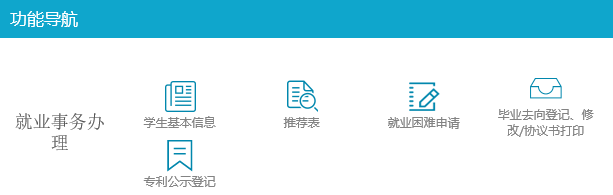 功能导航
就业事务办
理
学生基本信息
推荐表
就业困难申请
毕业去向登记、修
改/协议书打印
专利公示登记